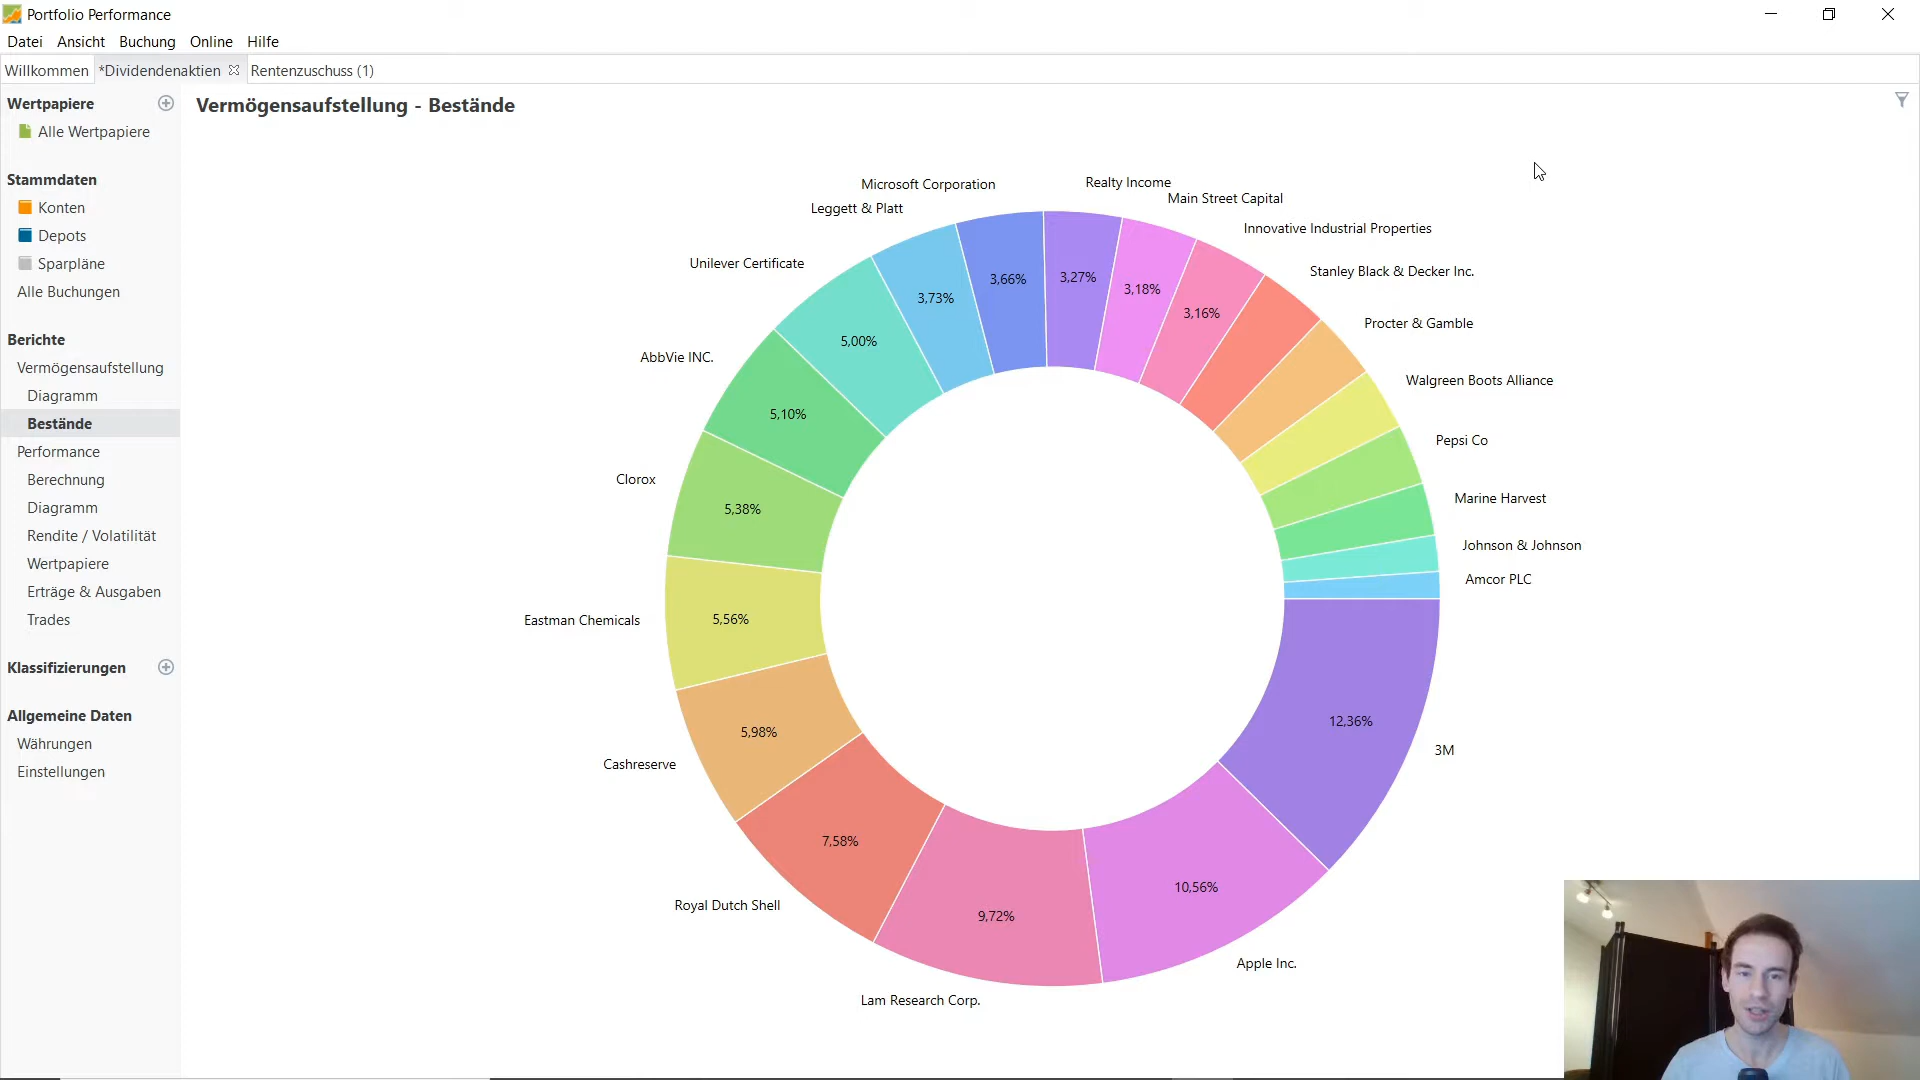 Portfolio Performance
Datei Ansicht Buchung Online Hilfe
Willkommen *Dividendenaktien Rentenzuschuss (1)
Wertpapiere
Alle Wertpapiere
Stammdaten
Konten
Depots
Sparpläne
Alle Buchungen
Berichte
Vermögensaufstellung
Diagramm
Bestände
Performance
Berechnung
Diagramm
Rendite / Volatilität
Wertpapiere
Erträge & Ausgaben
Trades
Klassifizierungen
Allgemeine Daten
Währungen
Einstellungen
Vermögensaufstellung - Bestände
Realty Income
Microsoft Corporation
Main Street Capital
Leggett & Platt
Innovative Industrial Properties
Unilever Certificate
Stanley Black & Decker Inc.
3,27%
3,66%
3,18%
3,73%
3,16%
Procter & Gamble
5,00%
AbbVie INC.
Walgreen Boots Alliance
5,10%
Pepsi Co
Clorox
Marine Harvest
5,38%
Johnson & Johnson
Amcor PLC
Eastman Chemicals
5,56%
12,36%
5,98%
3M
Cashreserve
7,58%
10,56%
Royal Dutch Shell
9,72%
Apple Inc.
Lam Research Corp.